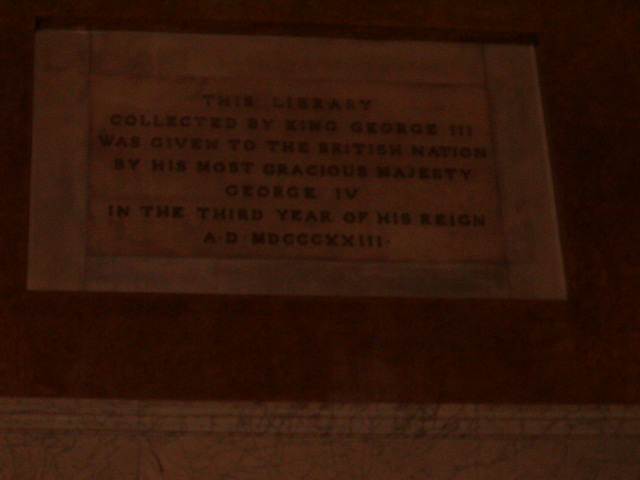 THIS LIBRARY
COLLECTED BY KING GEORGE III
WAS GIVEN TO THE BRITISH NATION
BY HIS MOST GRACIOUS MAJESTY
GEORGE IV
IN THE THIRD YEAR OF HIS REIGN
A·D·MDCCCXXIII·